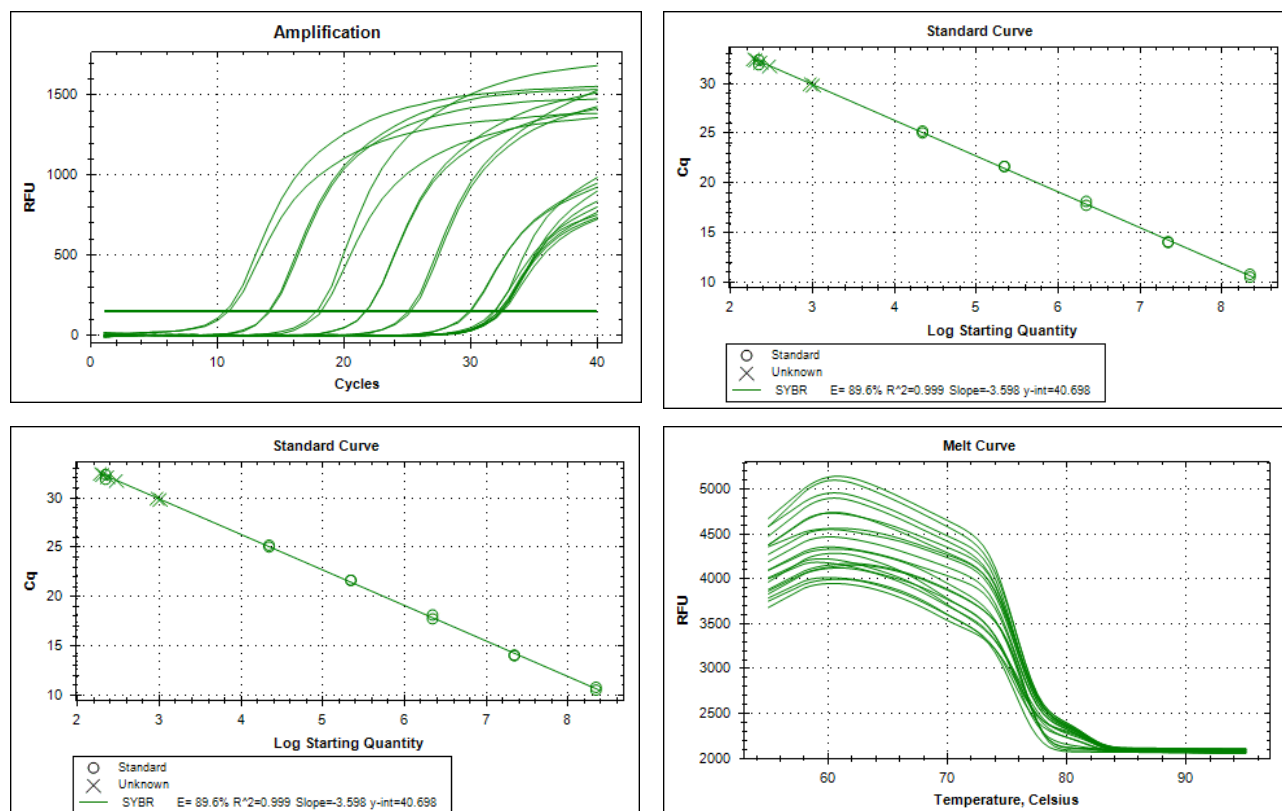 Amplification
1500
1000
500
0
RFU
0
10
20
30
40
Cycles
Standard Curve
30
25
20
15
10
Cq
2
3
4
5
6
7
8
Log Starting Quantity
Standard
Unknown
SYBR E= 89.6% R^2=0.999 Slope=-3.598 y-int=40.698
Standard Curve
30
25
20
15
10
Cq
2
3
4
5
6
7
8
Log Starting Quantity
Standard
Unknown
SYBR E= 89.6% R^2=0.999 Slope=-3.598 y-int=40.698
Melt Curve
5000
4500
4000
3500
3000
2500
2000
RFU
60
70
80
90
Temperature, Celsius